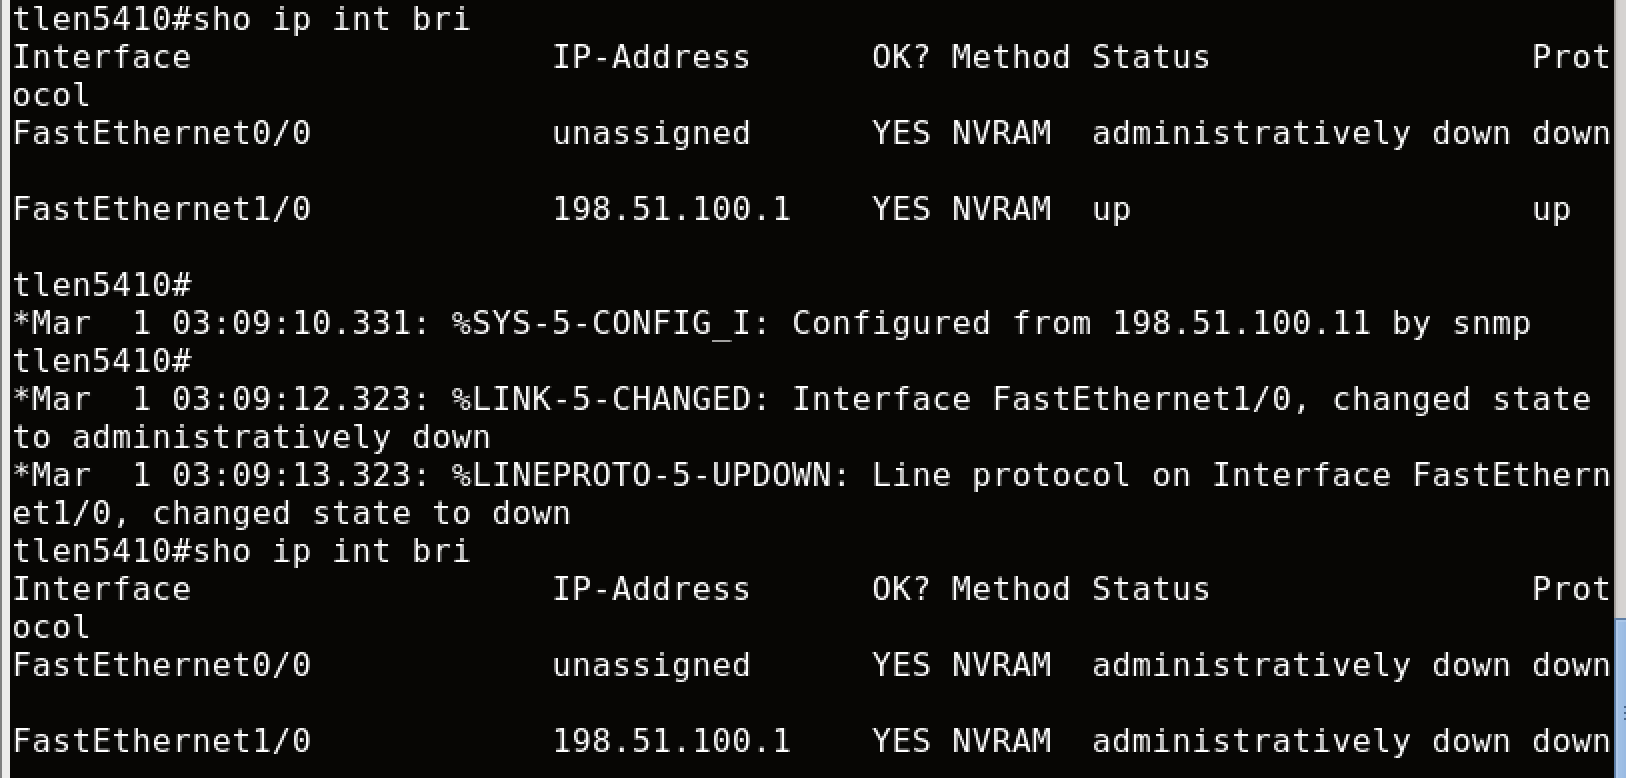 tlen5410#sho ip int bri
Interface                  IP-Address      OK? Method Status                Prot
ocol
FastEthernet0/0            unassigned      YES NVRAM  administratively down down

FastEthernet1/0            198.51.100.1    YES NVRAM  up                    up

tlen5410#
*Mar  1 03:09:10.331: %SYS-5-CONFIG_I: Configured from 198.51.100.11 by snmp
tlen5410#
*Mar  1 03:09:12.323: %LINK-5-CHANGED: Interface FastEthernet1/0, changed state
to administratively down
*Mar  1 03:09:13.323: %LINEPROTO-5-UPDOWN: Line protocol on Interface FastEthern
et1/0, changed state to down
tlen5410#sho ip int bri
Interface                  IP-Address      OK? Method Status                Prot
ocol
FastEthernet0/0            unassigned      YES NVRAM  administratively down down

FastEthernet1/0            198.51.100.1    YES NVRAM  administratively down down